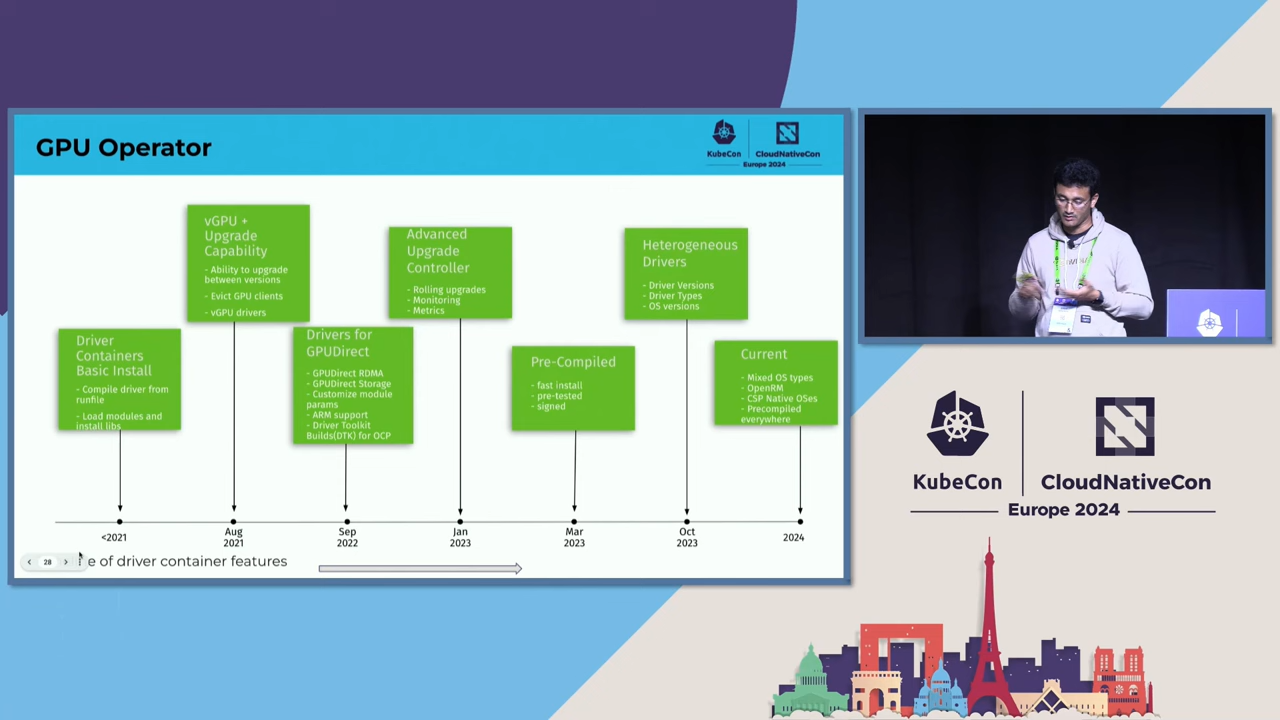 GPU Operator
KubeCon
CloudNativeCon
Europe 2024
vGPU +
Upgrade
Capability
- Ability to upgrade
between versions
- Evict GPU clients
- vGPU drivers
Advanced
Upgrade
Controller
- Rolling upgrades
- Monitoring
- Metrics
Heterogeneous
Drivers
- Driver Versions
- Driver Types
- OS versions
Driver
Containers
Basic Install
- Compile driver from
runfile
- Load modules and
install libs
Drivers for
GPUDirect
- GPUDirect RDMA
- GPUDirect Storage
- Customize module
params
- ARM support
- Driver Toolkit
Builds(DTK) for OCP
Pre-Compiled
- fast install
- pre-tested
- signed
Current
- Mixed OS types
- OpenRM
- CSP Native OSes
- Precompiled
everywhere
<2021
Aug
2021
Sep
2022
Jan
2023
Mar
2023
Oct
2023
2024
28
of driver container features
KubeCon
CloudNativeCon
Europe 2024